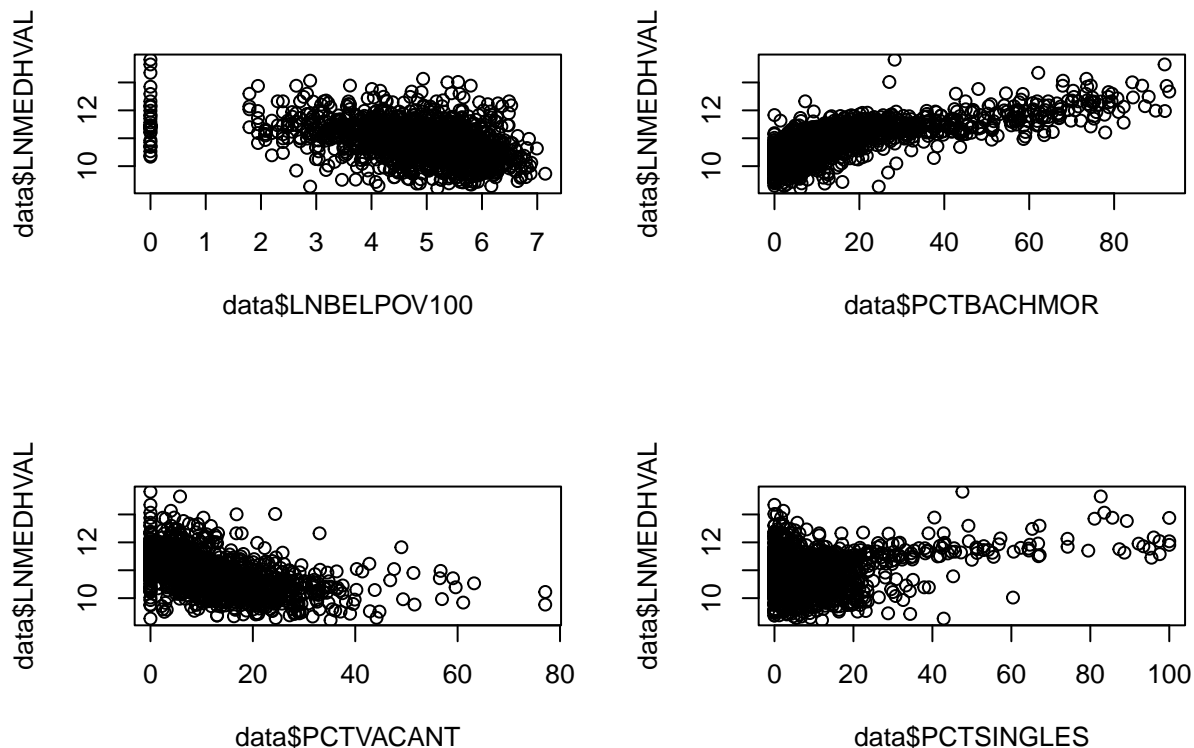 data$LNMEDHVAL
10 12
0 1 2 3 4 5 6 7
data$LNBELPOV100
data$LNMEDHVAL
10 12
0 20 40 60 80
data$PCTBACHMOR
data$LNMEDHVAL
10 12
0 20 40 60 80
data$PCTVACANT
data$LNMEDHVAL
10 12
0 20 40 60 80 100
data$PCTSINGLES